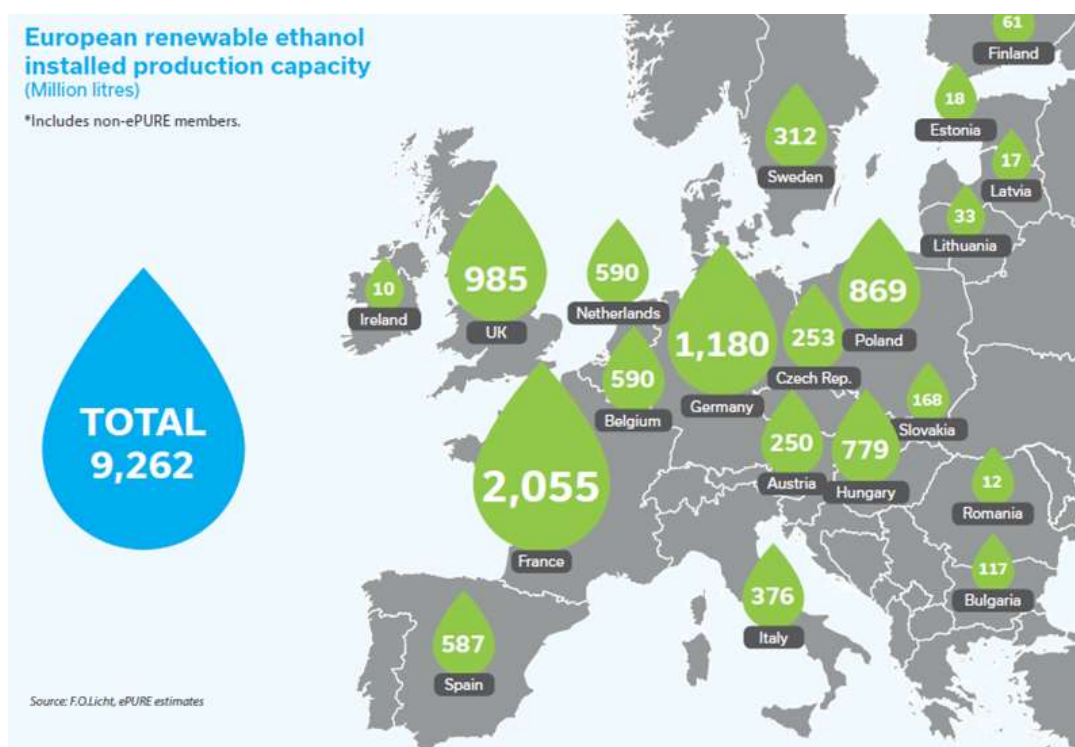 European renewable ethanol
installed production capacity
(Million litres)
*Includes non-ePURE members.
TOTAL
9,262
61
Finland
18
Estonia
312
Sweden
17
Latvia
33
Lithuania
10
Ireland
985
UK
590
Netherlands
590
Belgium
1,180
Germany
253
Czech Rep.
869
Poland
168
Slovakia
2,055
France
250
Austria
779
Hungary
12
Romania
117
Bulgaria
376
Italy
587
Spain
Source: F.O.Licht, ePURE estimates